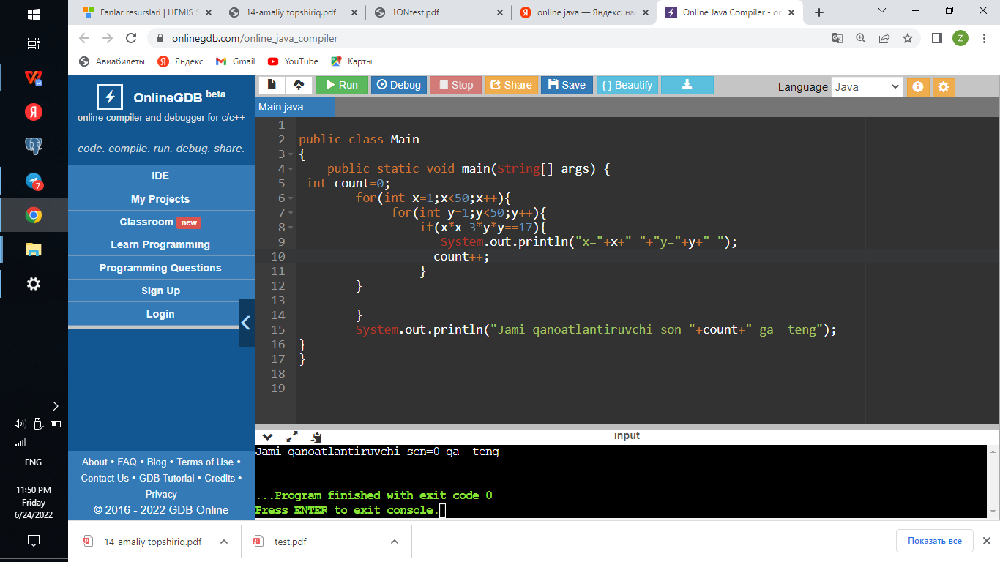 Fanlar resurslari | HEMIS S
14-amaliy topshiriq.pdf
1ONtest.pdf
online java — Яндекс: на
Online Java Compiler - on
onlinegdb.com/online_java_compiler
Z
Авиабилеты
Яндекс
Gmail
YouTube
Карты
OnlineGDB beta
online compiler and debugger for c/c++
code. compile. run. debug. share.
IDE
My Projects
Classroom new
Learn Programming
Programming Questions
Sign Up
Login
About • FAQ • Blog • Terms of Use •
Contact Us • GDB Tutorial • Credits •
Privacy
© 2016 - 2022 GDB Online
Run
Debug
Stop
Share
Save
{ } Beautify
Language Java
Main.java
1
2 public class Main
3 {
4 public static void main(String[] args) {
5 int count=0;
6 for(int x=1;x<50;x++){
7 for(int y=1;y<50;y++){
8 if(x*x-3*y*y==17){
9 System.out.println("x="+x+" "+"y="+y+" ");
10 count++;
11 }
12 }
13
14 }
15 System.out.println("Jami qanoatlantiruvchi son="+count+" ga  teng");
16 }
17 }
18
19
input
Jami qanoatlantiruvchi son=0 ga  teng
...Program finished with exit code 0
Press ENTER to exit console.
7
ENG
11:50 PM
Friday
6/24/2022
14-amaliy topshiriq.pdf
test.pdf
Показать все